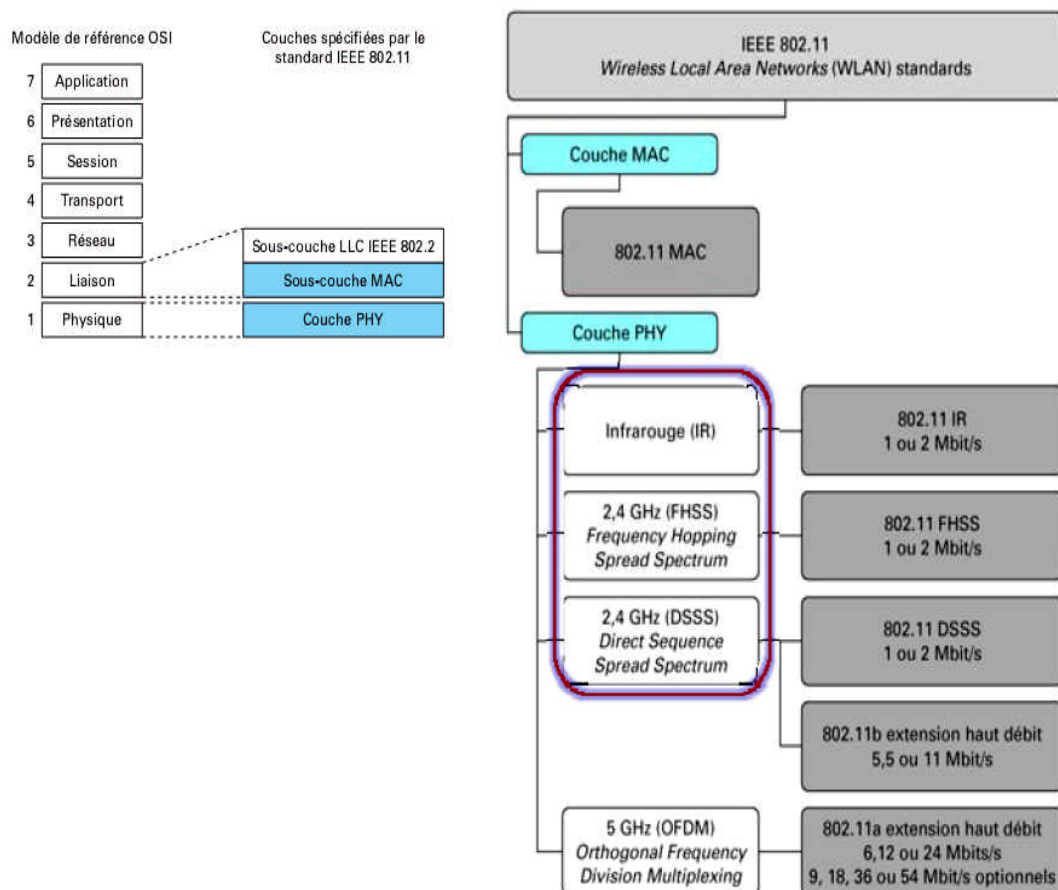 Modèle de référence OSI
7 Application
6 Présentation
5 Session
4 Transport
3 Réseau
2 Liaison
1 Physique
Couches spécifiées par le
standard IEEE 802.11
Sous-couche LLC IEEE 802.2
Sous-couche MAC
Couche PHY
IEEE 802.11
Wireless Local Area Networks (WLAN) standards
Couche MAC
802.11 MAC
Couche PHY
Infrarouge (IR)
802.11 IR
1 ou 2 Mbit/s
2,4 GHz (FHSS)
Frequency Hopping
Spread Spectrum
802.11 FHSS
1 ou 2 Mbit/s
2,4 GHz (DSSS)
Direct Sequence
Spread Spectrum
802.11 DSSS
1 ou 2 Mbit/s
802.11b extension haut débit
5,5 ou 11 Mbit/s
5 GHz (OFDM)
Orthogonal Frequency
Division Multiplexing
802.11a extension haut débit
6,12 ou 24 Mbits/s
9, 18, 36 ou 54 Mbit/s optionnels